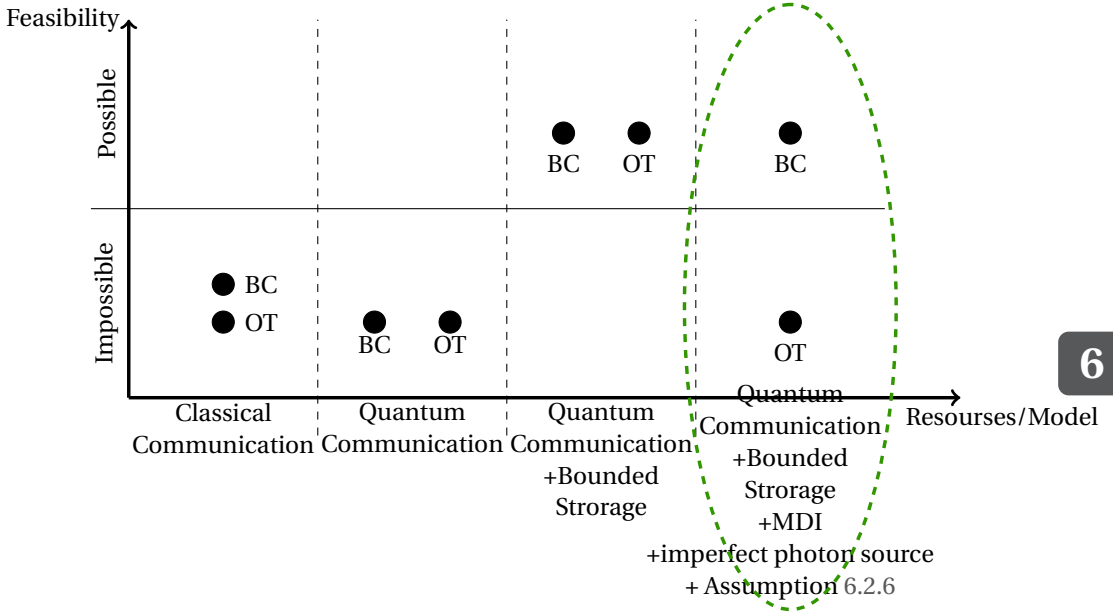 Feasibility
Possible
BC
OT
BC
Impossible
BC
OT
BC
OT
OT
6
Classical
Communication
Quantum
Communication
Quantum
Communication
+Bounded
Strorage
Quantum
Communication
+Bounded
Strorage
+MDI
+imperfect photon source
+ Assumption 6.2.6
Resourses/Model